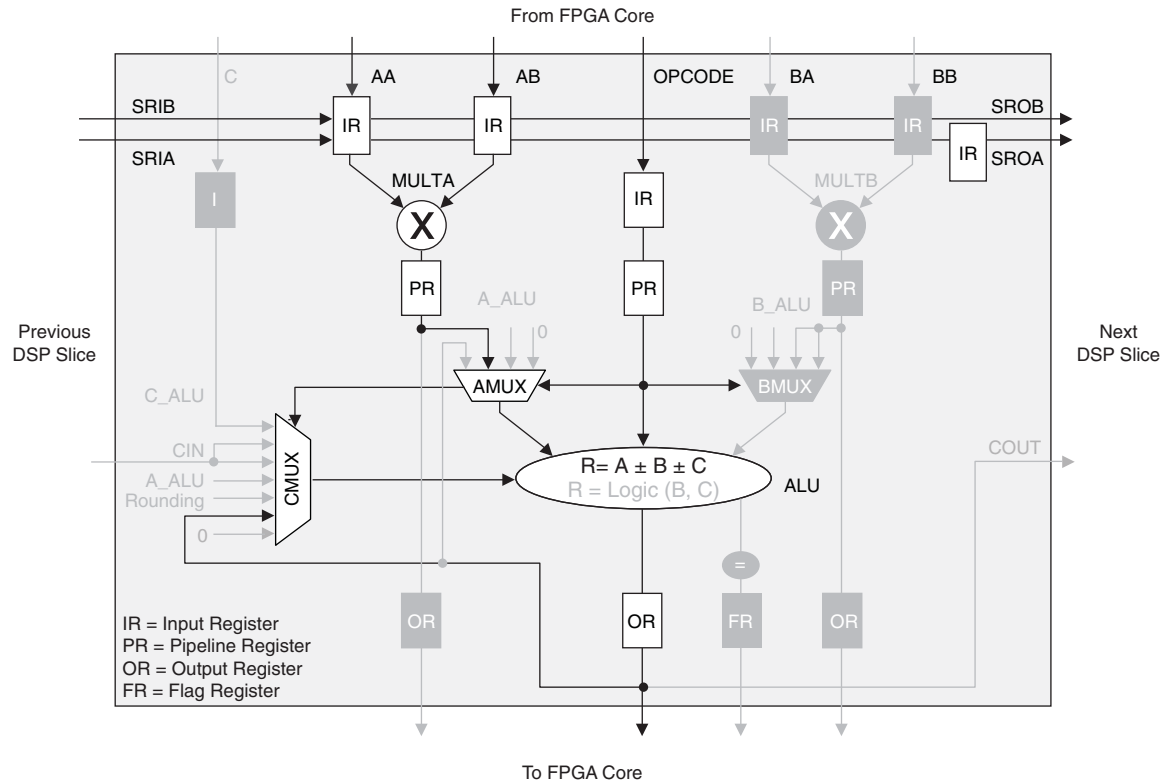 From FPGA Core
C
AA
AB
OPCODE
BA
BB
SRIB
SROB
IR
IR
IR
IR
SRIA
IR
SROA
MULTA
MULTB
I
IR
X
X
PR
PR
PR
A_ALU
B_ALU
0
0
Previous
DSP Slice
Next
DSP Slice
AMUX
BMUX
C_ALU
CIN
A_ALU
Rounding
0
CMUX
R= A ± B ± C
R = Logic (B, C)
ALU
COUT
=
OR
OR
FR
OR
IR = Input Register
PR = Pipeline Register
OR = Output Register
FR = Flag Register
To FPGA Core